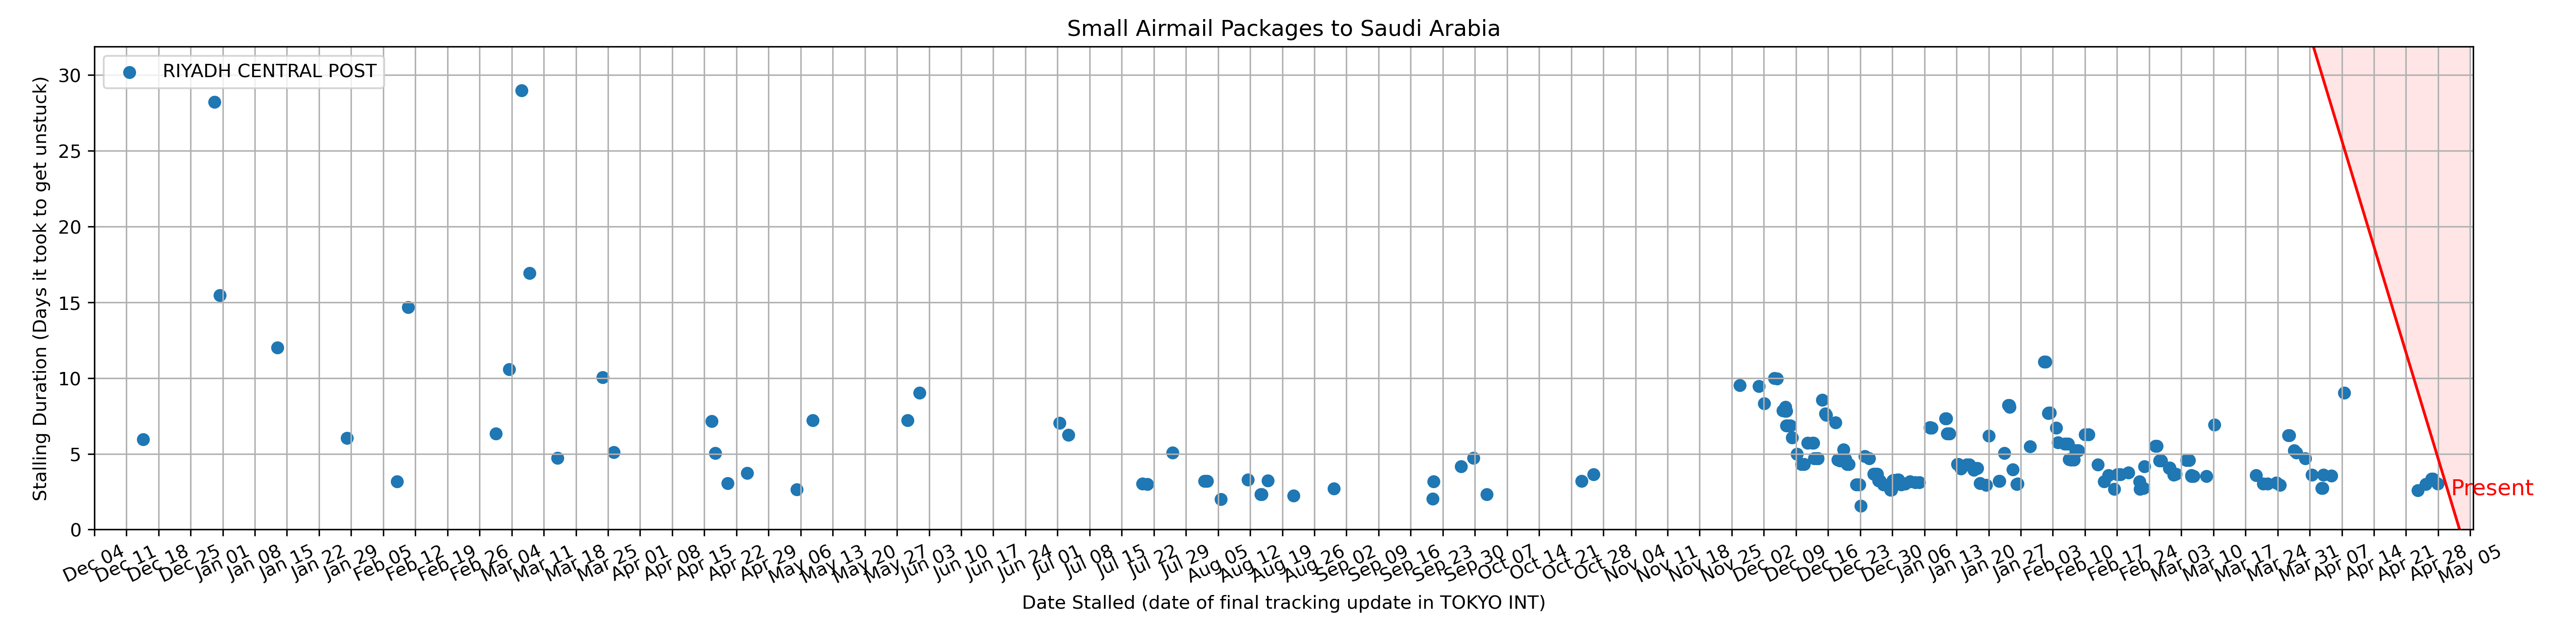 Small Airmail Packages to Saudi Arabia
RIYADH CENTRAL POST
Stalling Duration (Days it took to get unstuck)
30
25
20
15
10
5
0
Present
Dec 04
Dec 11
Dec 18
Dec 25
Jan 01
Jan 08
Jan 15
Jan 22
Jan 29
Feb 05
Feb 12
Feb 19
Feb 26
Mar 04
Mar 11
Mar 18
Mar 25
Apr 01
Apr 08
Apr 15
Apr 22
Apr 29
May 06
May 13
May 20
May 27
Jun 03
Jun 10
Jun 17
Jun 24
Jul 01
Jul 08
Jul 15
Jul 22
Jul 29
Aug 05
Aug 12
Aug 19
Aug 26
Sep 02
Sep 09
Sep 16
Sep 23
Sep 30
Oct 07
Oct 14
Oct 21
Oct 28
Nov 04
Nov 11
Nov 18
Nov 25
Dec 02
Dec 09
Dec 16
Dec 23
Dec 30
Jan 06
Jan 13
Jan 20
Jan 27
Feb 03
Feb 10
Feb 17
Feb 24
Mar 03
Mar 10
Mar 17
Mar 24
Mar 31
Apr 07
Apr 14
Apr 21
Apr 28
May 05
Date Stalled (date of final tracking update in TOKYO INT)